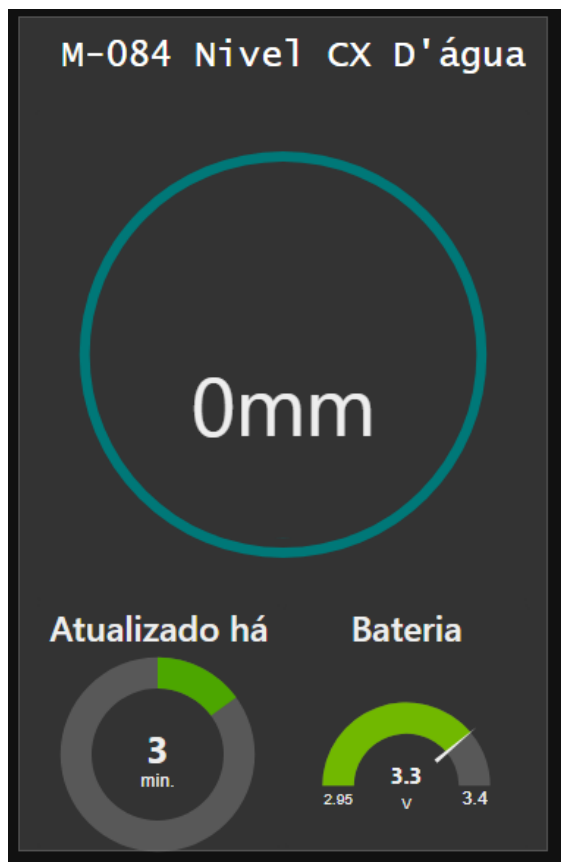 M-084 Nivel CX D'água
0mm
Atualizado há
Bateria
3
min.
3.3
2.95
V
3.4